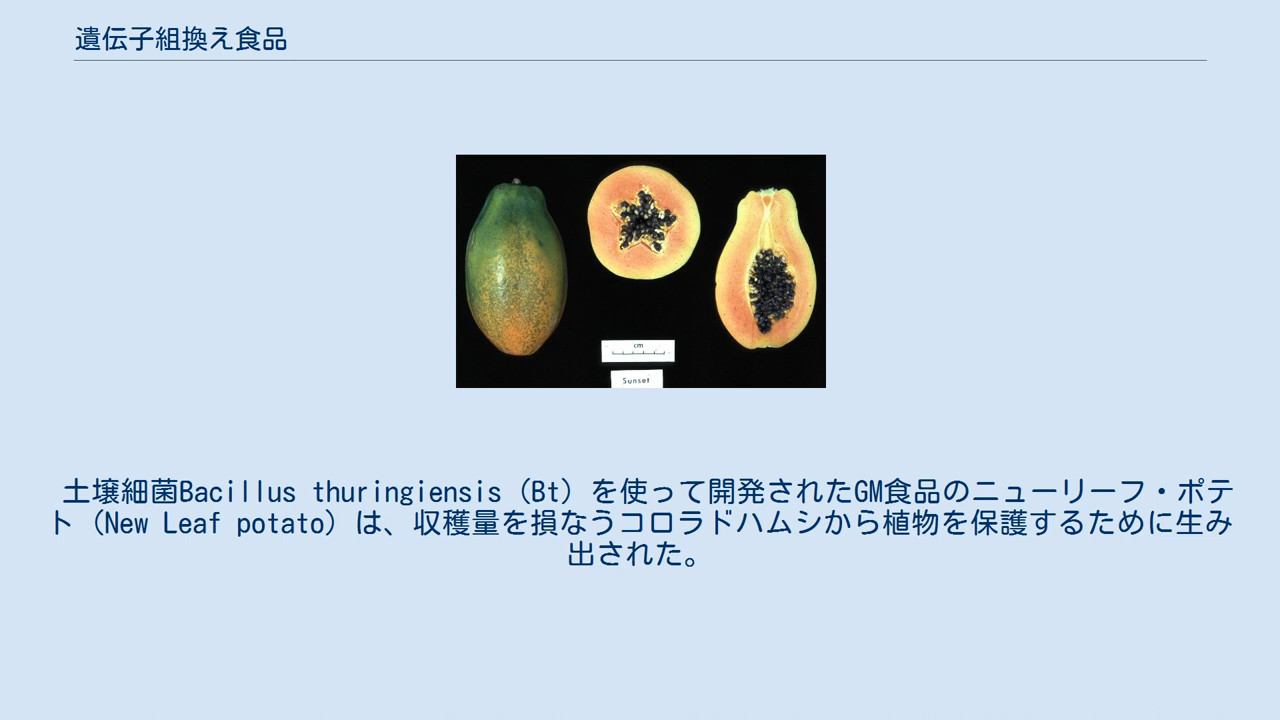 遺伝子組換え食品
cm
Sunset
土壌細菌Bacillus thuringiensis（Bt）を使って開発されたGM食品のニューリーフ・ポテ
ト（New Leaf potato）は、収穫量を損なうコロラドハムシから植物を保護するために生み
出された。